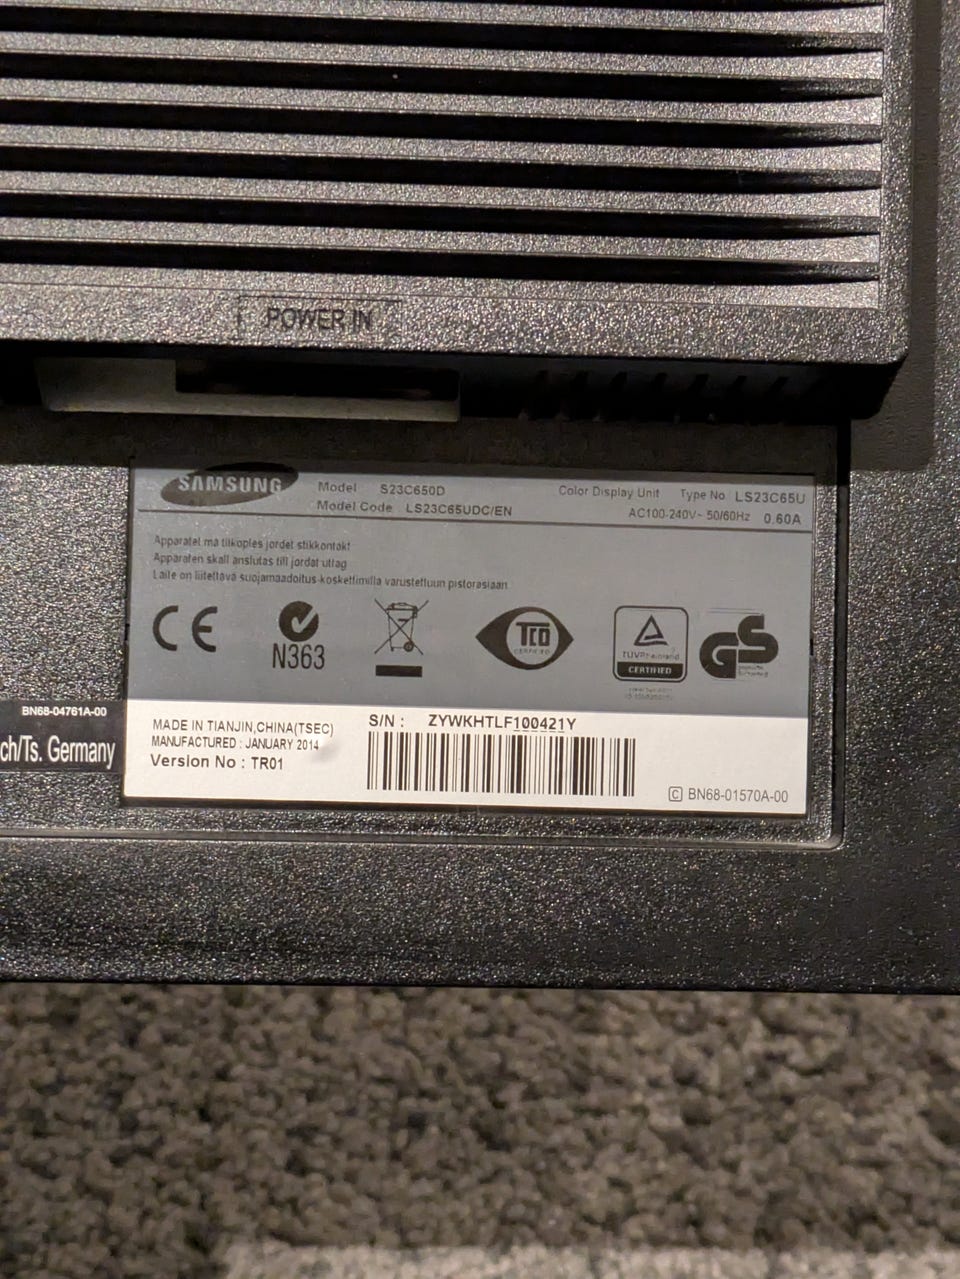 POWER IN
SAMSUNG
Model S23C650D
Model Code LS23C65UDC/EN
Color Display Unit Type No LS23C65U
AC100-240V~ 50/60Hz 0.60A
Apparatet må tilkoples jordet stikkontakt
Apparaten skall anslutas till jordat uttag
Laite on liitettävä suojamaadoitus-koskettimilla varustettuun pistorasiaan
CE
N363
TCO
CERTIFIED
TÜVRheinland
CERTIFIED
GS
BN68-04761A-00
ch/Ts. Germany
MADE IN TIANJIN,CHINA(TSEC)
MANUFACTURED : JANUARY 2014
Version No : TR01
S/N : ZYWKHTLF100421Y
C BN68-01570A-00